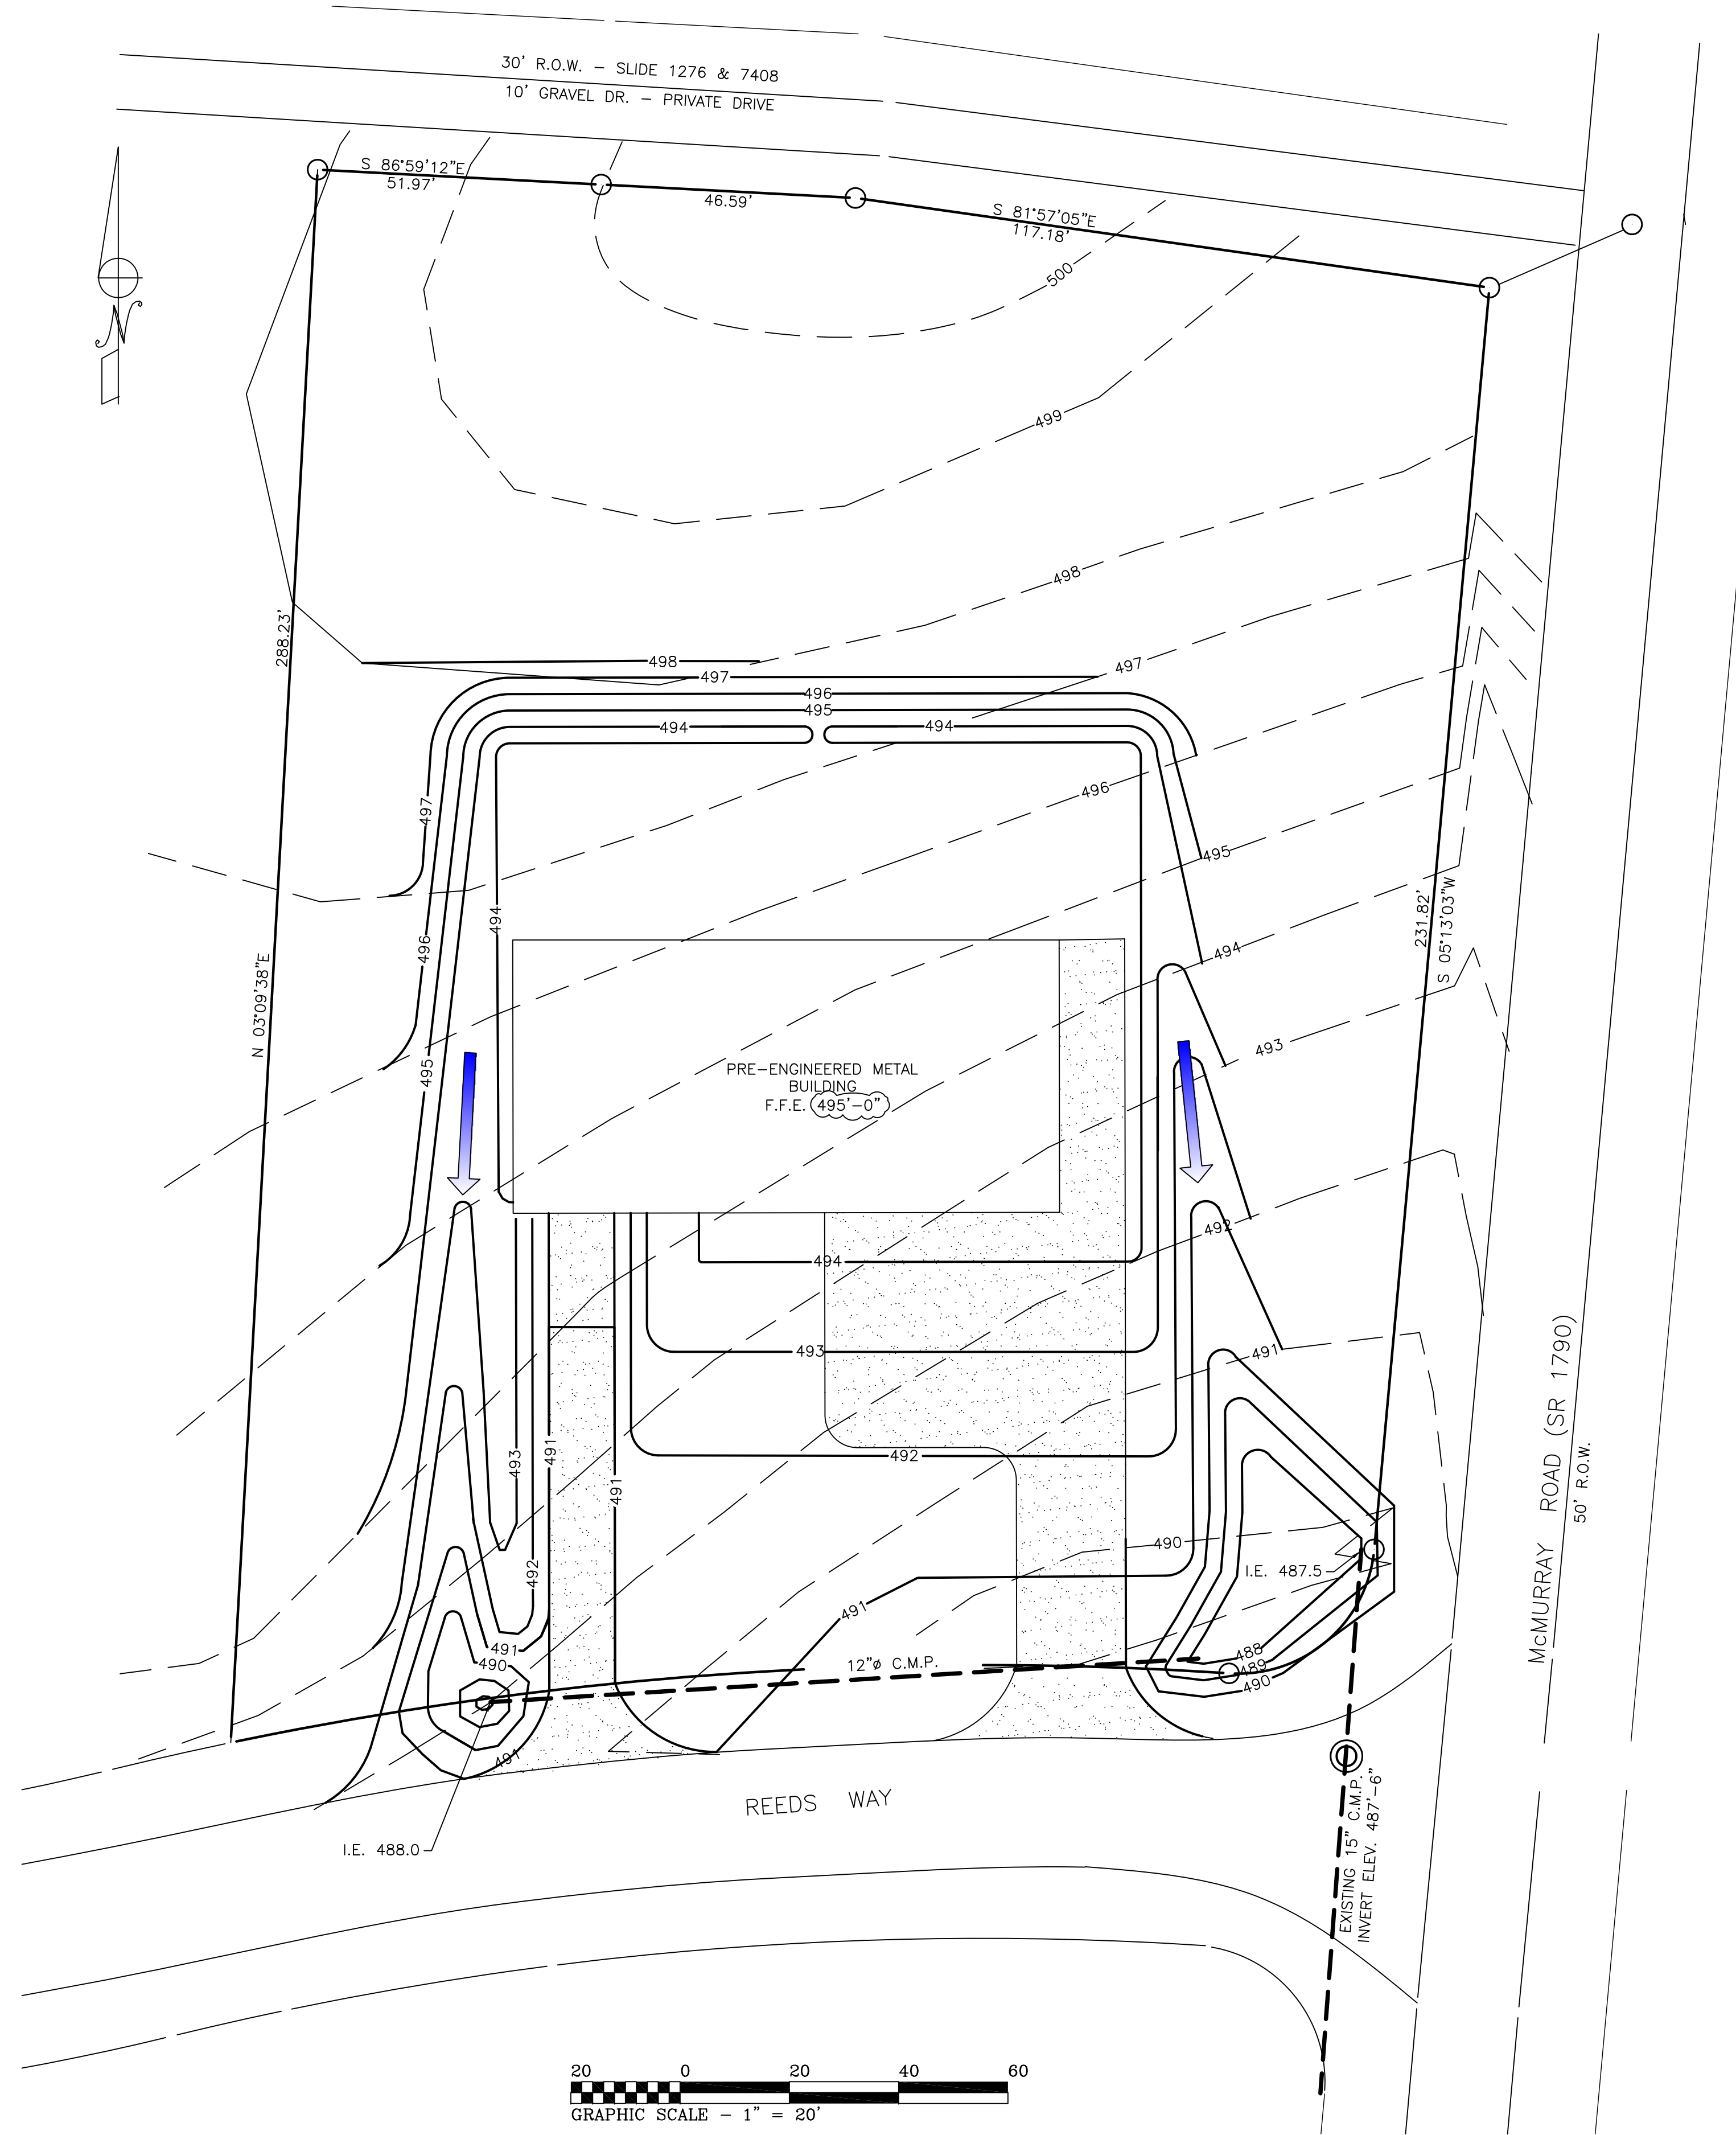 30' R.O.W. – SLIDE 1276 & 7408
10' GRAVEL DR. – PRIVATE DRIVE
S 86°59'12"E
51.97'
46.59'
S 81°57'05"E
117.18'
N
500
499
498
498
497
497
496
495
494
494
288.23'
497
496
495
494
496
495
494
493
492
491
490
231.82'
S 05°13'03"W
N 03°09'38"E
PRE-ENGINEERED METAL
BUILDING
F.F.E. 495'-0"
494
493
492
491
493
492
491
491
491
490
491
I.E. 487.5
488
489
490
12"ø C.M.P.
McMURRAY ROAD (SR 1790)
50' R.O.W.
REEDS WAY
I.E. 488.0
EXISTING 15" C.M.P.
INVERT ELEV. 487'-6"
20 0 20 40 60
GRAPHIC SCALE – 1" = 20'